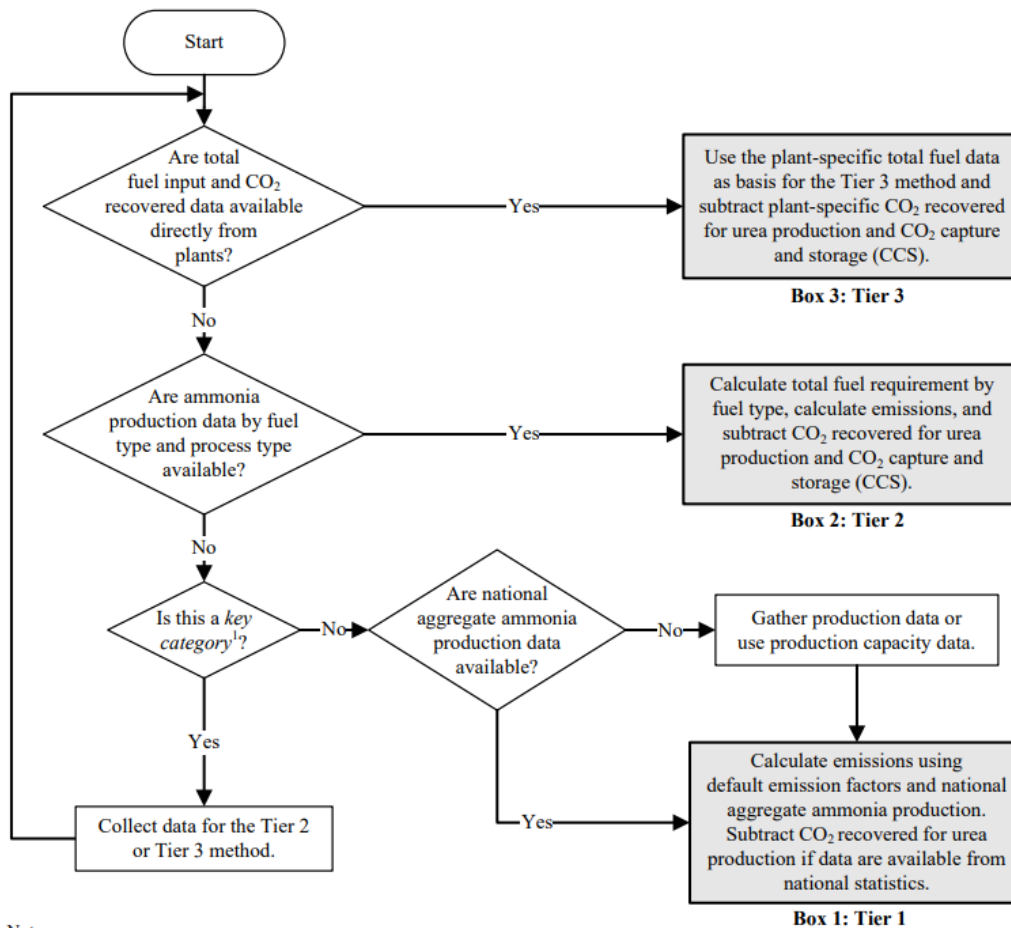 Start
Are total
fuel input and CO₂
recovered data available
directly from
plants?
Yes
Use the plant-specific total fuel data
as basis for the Tier 3 method and
subtract plant-specific CO₂ recovered
for urea production and CO₂ capture
and storage (CCS).
Box 3: Tier 3
No
Are ammonia
production data by fuel
type and process type
available?
Yes
Calculate total fuel requirement by
fuel type, calculate emissions, and
subtract CO₂ recovered for urea
production and CO₂ capture and
storage (CCS).
Box 2: Tier 2
No
Is this a key
category¹?
No
Are national
aggregate ammonia
production data
available?
No
Gather production data or
use production capacity data.
Yes
Collect data for the Tier 2
or Tier 3 method.
Yes
Calculate emissions using
default emission factors and national
aggregate ammonia production.
Subtract CO₂ recovered for urea
production if data are available from
national statistics.
Box 1: Tier 1